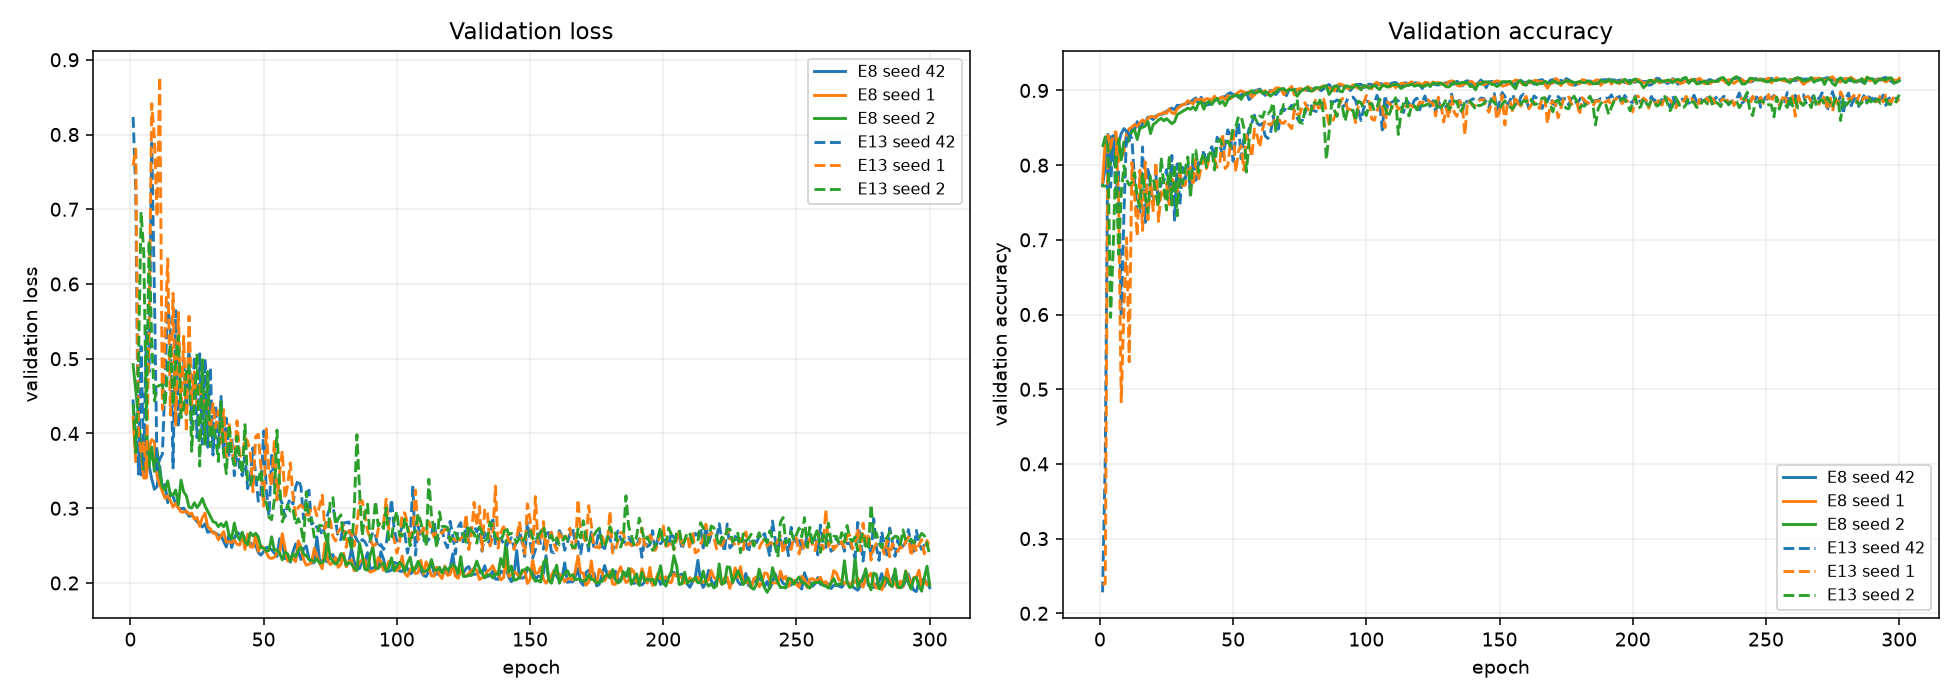 Validation loss
0.9
0.8
0.7
0.6
0.5
0.4
0.3
0.2
validation loss
0
50
100
150
200
250
300
epoch
E8 seed 42
E8 seed 1
E8 seed 2
E13 seed 42
E13 seed 1
E13 seed 2
Validation accuracy
0.9
0.8
0.7
0.6
0.5
0.4
0.3
0.2
validation accuracy
0
50
100
150
200
250
300
epoch
E8 seed 42
E8 seed 1
E8 seed 2
E13 seed 42
E13 seed 1
E13 seed 2